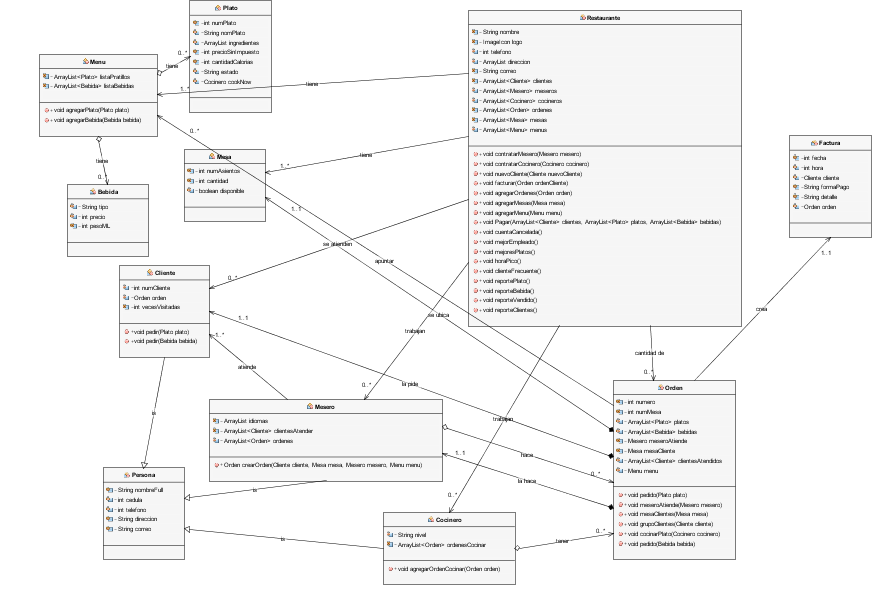 Plato
-int numPlato
-String nomPlato
-ArrayList ingredientes
-int precioSinImpuesto
-int cantidadCalorias
-String estado
-Cocinero cookNow
Menu
-ArrayList<Plato> listaPratillos
-ArrayList<Bebida> listaBebidas
+void agregarPlato(Plato plato)
+void agregarBebida(Bebida bebida)
0..*
tiene
tiene
1..*
0..*
tiene
0..*
Bebida
-String tipo
-int precio
-int pesoML
Mesa
-int numAsientos
-int cantidad
-boolean disponible
tiene
1..*
1..1
Restaurante
-String nombre
-ImageIcon logo
-int telefono
-ArrayList direccion
-String correo
-ArrayList<Cliente> clientes
-ArrayList<Mesero> meseros
-ArrayList<Cocinero> cocineros
-ArrayList<Orden> ordenes
-ArrayList<Mesa> mesas
-ArrayList<Menu> menus
+void contratarMesero(Mesero mesero)
+void contratarCocinero(Cocinero cocinero)
+void nuevoCliente(Cliente nuevoCliente)
+void facturar(Orden ordenCliente)
+void agregarOrdenes(Orden orden)
+void agregarMesas(Mesa mesa)
+void agregarMenu(Menu menu)
+void Pagar(ArrayList<Cliente> clientes, ArrayList<Plato> platos, ArrayList<Bebida> bebidas)
+void cuentaCancelada()
+void mejorEmpleado()
+void mejoresPlatos()
+void horaPico()
+void clienteFrecuente()
+void reportePlato()
+void reporteBebida()
+void reporteVendido()
+void reporteClientes()
Factura
-int fecha
-int hora
-Cliente cliente
-String formaPago
-String detalle
-Orden orden
1..1
crea
se atienden
0..*
apuntar
se ubica
trabajan
0..*
cantidad de
0..*
Cliente
-int numCliente
-Orden orden
-int vecesVisitadas
+void pedir(Plato plato)
+void pedir(Bebida bebida)
1..1
1..*
atiende
la pide
trabajan
0..*
is
Mesero
-ArrayList idiomas
-ArrayList<Cliente> clientesAtender
-ArrayList<Orden> ordenes
+Orden crearOrden(Cliente cliente, Mesa mesa, Mesero mesero, Menu menu)
1..1
hace
0..*
la hace
Orden
-int numero
-int numMesa
-ArrayList<Plato> platos
-ArrayList<Bebida> bebidas
-Mesero meseroAtiende
-Mesa mesaCliente
-ArrayList<Cliente> clientesAtendidos
-Menu menu
+void pedido(Plato plato)
+void meseroAtiende(Mesero mesero)
+void mesaClientes(Mesa mesa)
+void grupoClientes(Cliente cliente)
+void cocinarPlato(Cocinero cocinero)
+void pedido(Bebida bebida)
Persona
-String nombreFull
-int cedula
-int telefono
-String direccion
-String correo
is
is
Cocinero
-String nivel
-ArrayList<Orden> ordenesCocinar
+void agregarOrdenCocinar(Orden orden)
tener
0..*